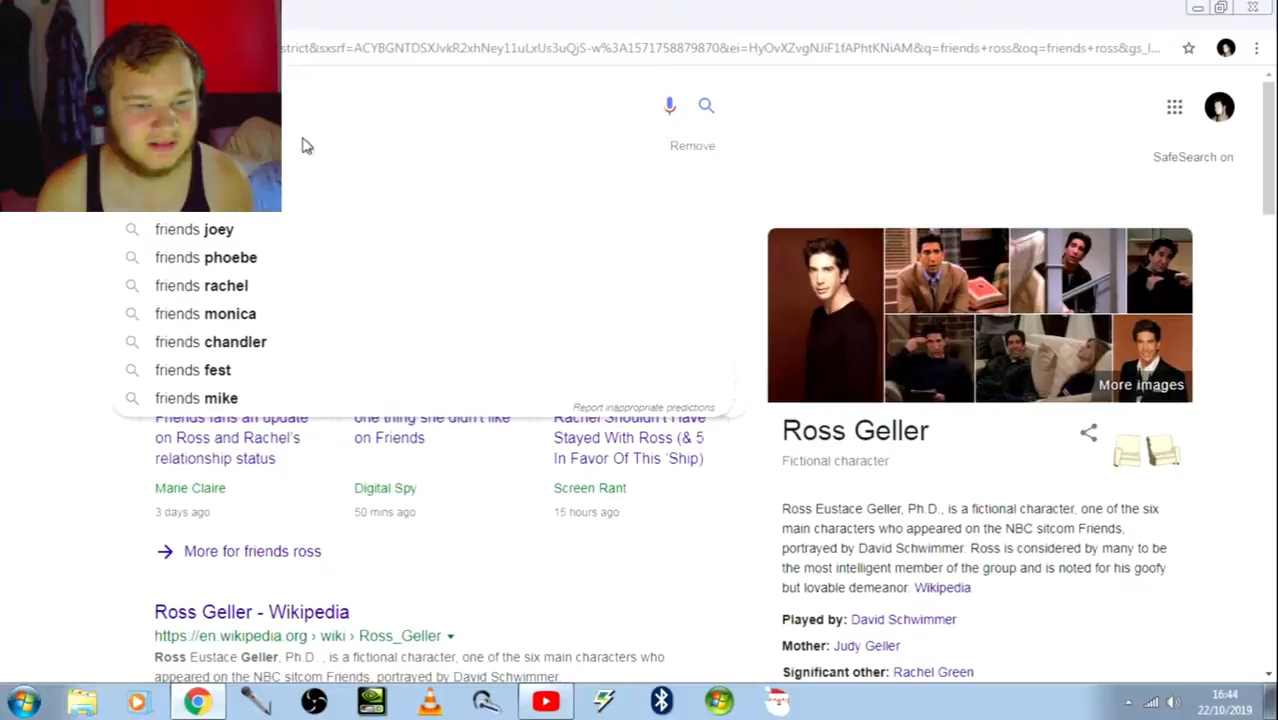 strict&sxsrf=ACYBGNTDSXJvkR2xhNey11uLxUs3uQjS-w%3A1571758879870&ei=HyOvXZvgNJiF1fAPhtKNiAM&q=friends+ross&oq=friends+ross&gs_l...
Remove
SafeSearch on
friends joey
friends phoebe
friends rachel
friends monica
friends chandler
friends fest
friends mike
Report inappropriate predictions
More images
Friends fans an update
on Ross and Rachel's
relationship status
one thing she didn't like
on Friends
Rachel Shouldn't Have
Stayed With Ross (& 5
In Favor Of This 'Ship)
Marie Claire
Digital Spy
Screen Rant
3 days ago
50 mins ago
15 hours ago
More for friends ross
Ross Geller - Wikipedia
https://en.wikipedia.org › wiki › Ross_Geller
Ross Eustace Geller, Ph.D. , is a fictional character, one of the six
main characters who appeared on the NBC sitcom Friends,
portrayed by David Schwimmer.
Ross Geller
Fictional character
Ross Eustace Geller, Ph.D., is a fictional character, one of the six
main characters who appeared on the NBC sitcom Friends,
portrayed by David Schwimmer. Ross is considered by many to be
the most intelligent member of the group and is noted for his goofy
but lovable demeanor. Wikipedia
Played by: David Schwimmer
Mother: Judy Geller
Significant other: Rachel Green
16:44
22/10/2019